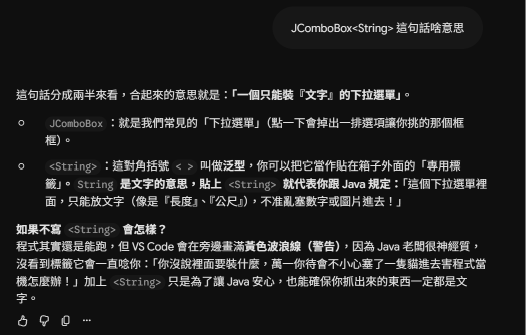 JComboBox<String> 這句話啥意思
這句話分成兩半來看，合起來的意思就是：「一個只能裝『文字』的下拉選單」。
JComboBox：就是我們常見的「下拉選單」（點一下會掉出一排選項讓你挑的那個框
框）。
<String>：這對角括號 < > 叫做泛型，你可以把它當作貼在箱子外面的「專用標
籤」。String 是文字的意思，貼上 <String> 就代表你跟 Java 規定：「這個下拉選單裡
面，只能放文字（像是『長度』、『公尺』），不准亂塞數字或圖片進去！」
如果不寫 <String> 會怎樣？
程式其實還是能跑，但 VS Code 會在旁邊畫滿黃色波浪線（警告），因為 Java 老闆很神經質，
沒看到標籤它會一直唸你：「你沒說裡面要裝什麼，萬一你待會不小心塞了一隻貓進去害程式當
機怎麼辦！」加上 <String> 只是為了讓 Java 安心，也能確保你抓出來的東西一定都是文
字。